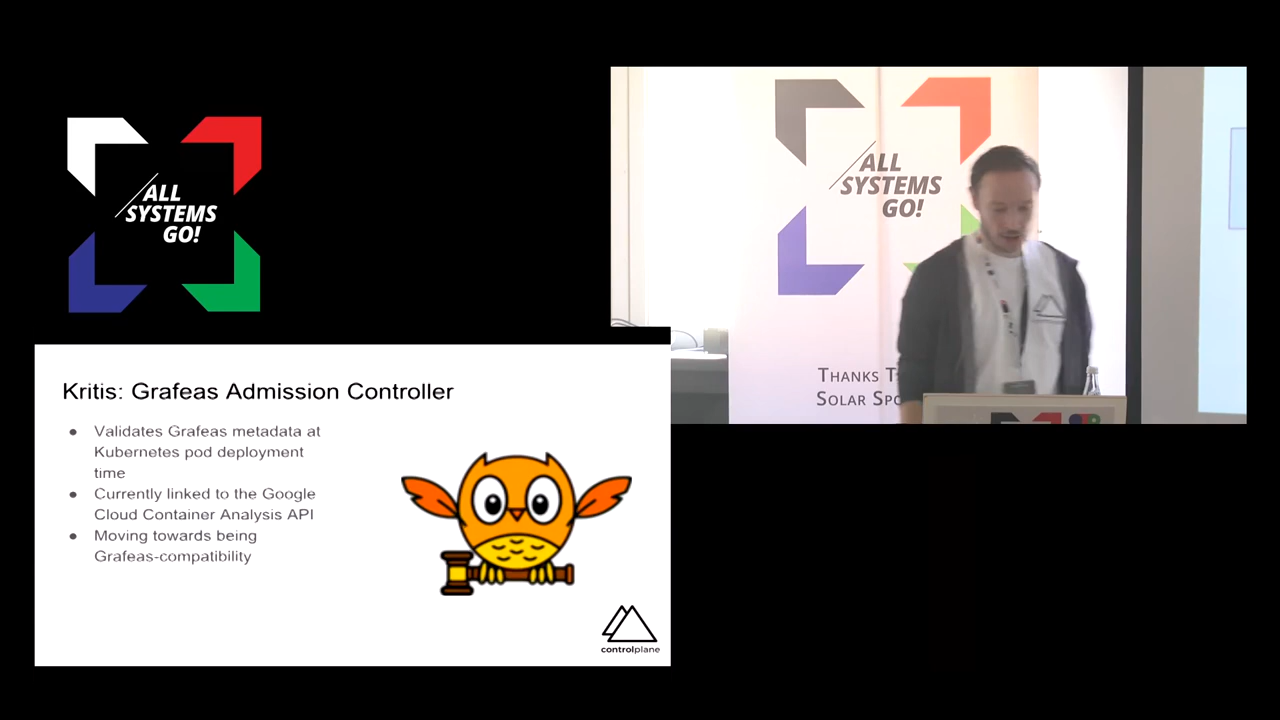 ALL
SYSTEMS
GO!
ALL
SYSTEMS
GO!
THANKS
SOLAR
Kritis: Grafeas Admission Controller
● Validates Grafeas metadata at
Kubernetes pod deployment
time
● Currently linked to the Google
Cloud Container Analysis API
● Moving towards being
Grafeas-compatibility
controlplane